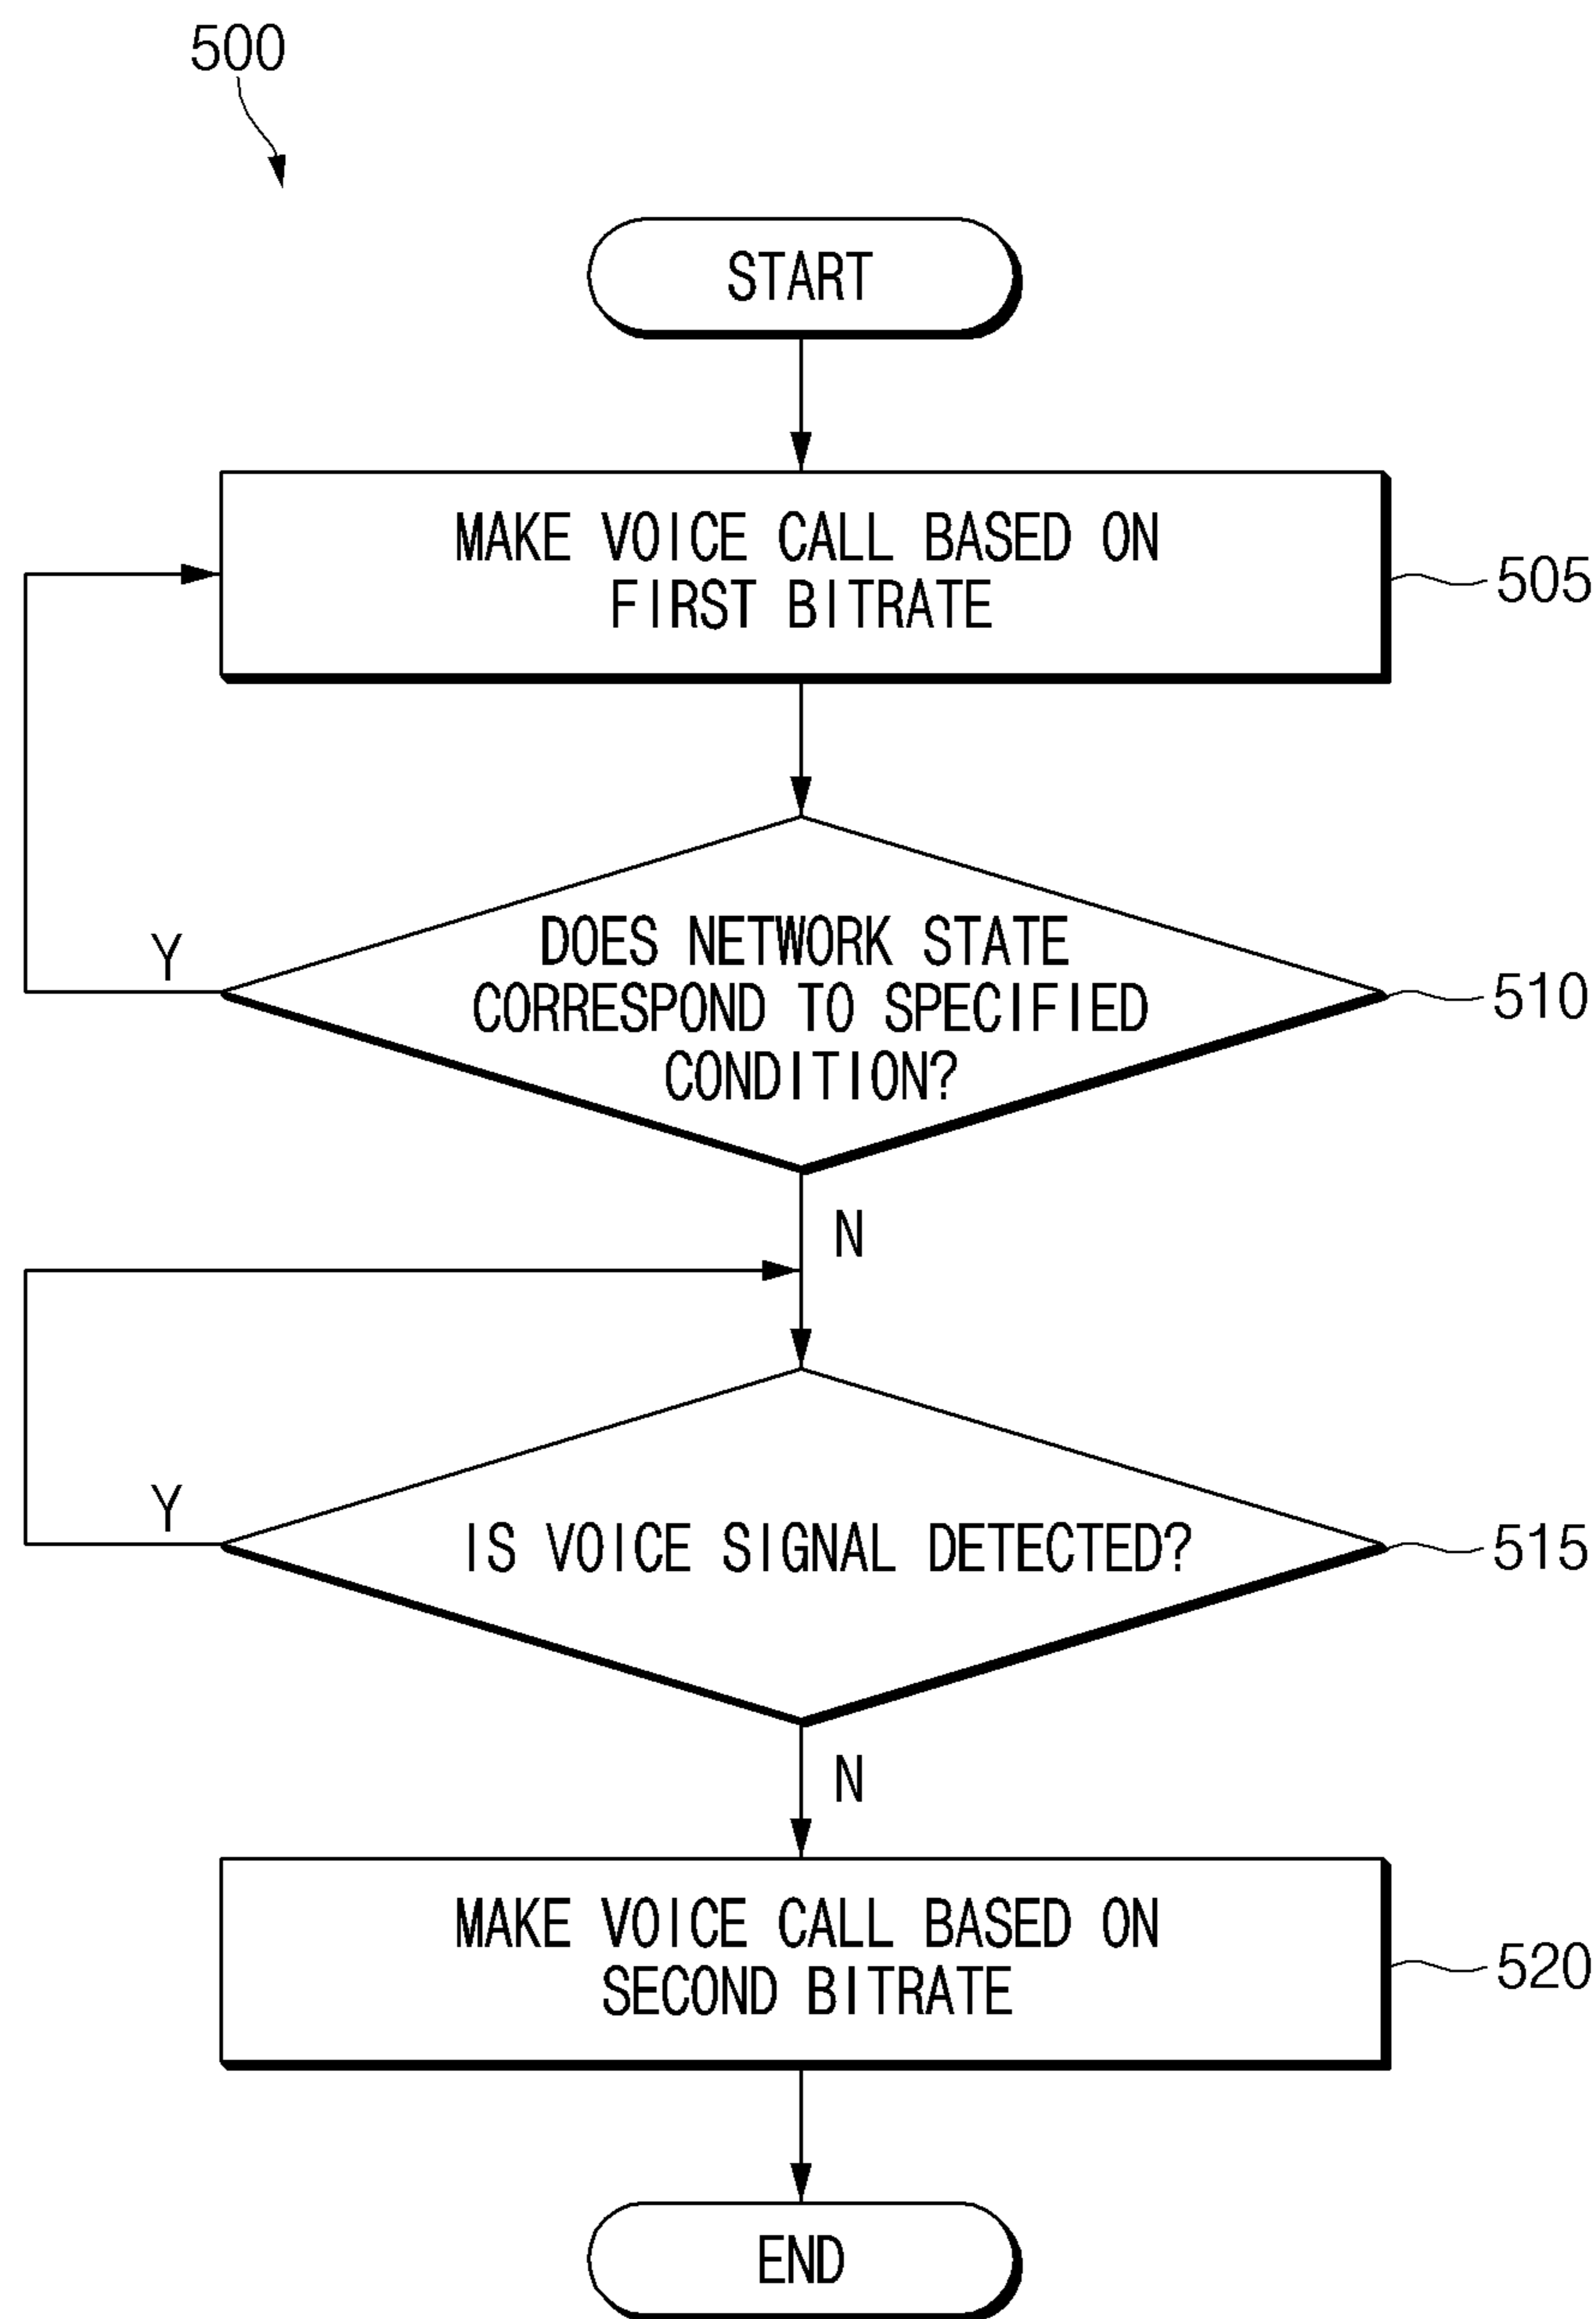 500
START
MAKE VOICE CALL BASED ON
FIRST BITRATE
505
DOES NETWORK STATE
CORRESPOND TO SPECIFIED
CONDITION?
510
Y
N
IS VOICE SIGNAL DETECTED?
515
Y
N
MAKE VOICE CALL BASED ON
SECOND BITRATE
520
END